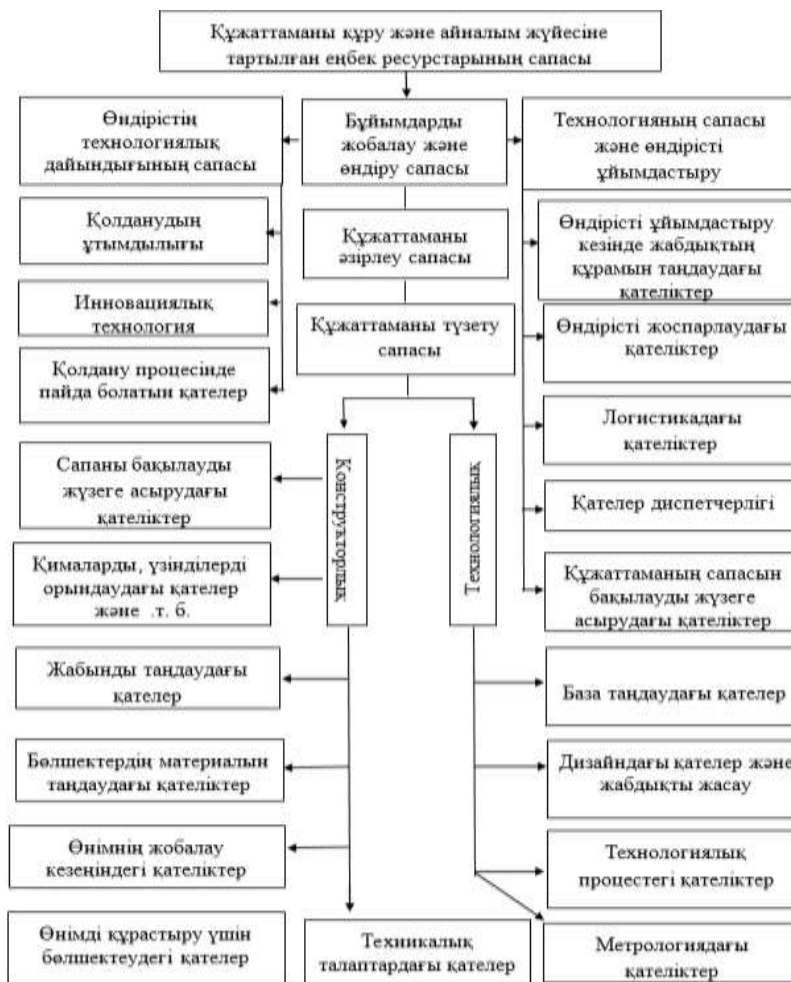 Құжаттаманы құру және айналым жүйесіне
тартылған еңбек ресурстарының сапасы
Өндірістің
технологиялық
дайындығының сапасы
Бұйымдарды
жобалау және
өндіру сапасы
Технологияның сапасы
және өндірісті
ұйымдастыру
Қолданудың
ұтымдылығы
Құжаттаманы
әзірлеу сапасы
Өндірісті ұйымдастыру
кезінде жабдықтың
құрамын таңдаудағы
қателіктер
Инновациялық
технология
Құжаттаманы түзету
сапасы
Өндірісті жоспарлаудағы
қателіктер
Қолдану процесінде
пайда болатын қателер
Логистикадағы
қателіктер
Сапаны бақылауды
жүзеге асырудағы
қателіктер
Конструкторлық
Технологиялық
Қателер диспетчерлігі
Қималарды, үзінділерді
орындаудағы қателер
және .т. б.
Құжаттаманың сапасын
бақылауды жүзеге
асырудағы қателіктер
Жабынды таңдаудағы
қателер
База таңдаудағы қателер
Бөлшектердің материалын
таңдаудағы қателіктер
Дизайндағы қателер және
жабдықты жасау
Өнімнің жобалау
кезеңіндегі қателіктер
Технологиялық
процестегі қателіктер
Өнімді құрастыру үшін
бөлшектеудегі қателер
Техникалық
талаптардағы қателер
Метрологиядағы
қателіктер